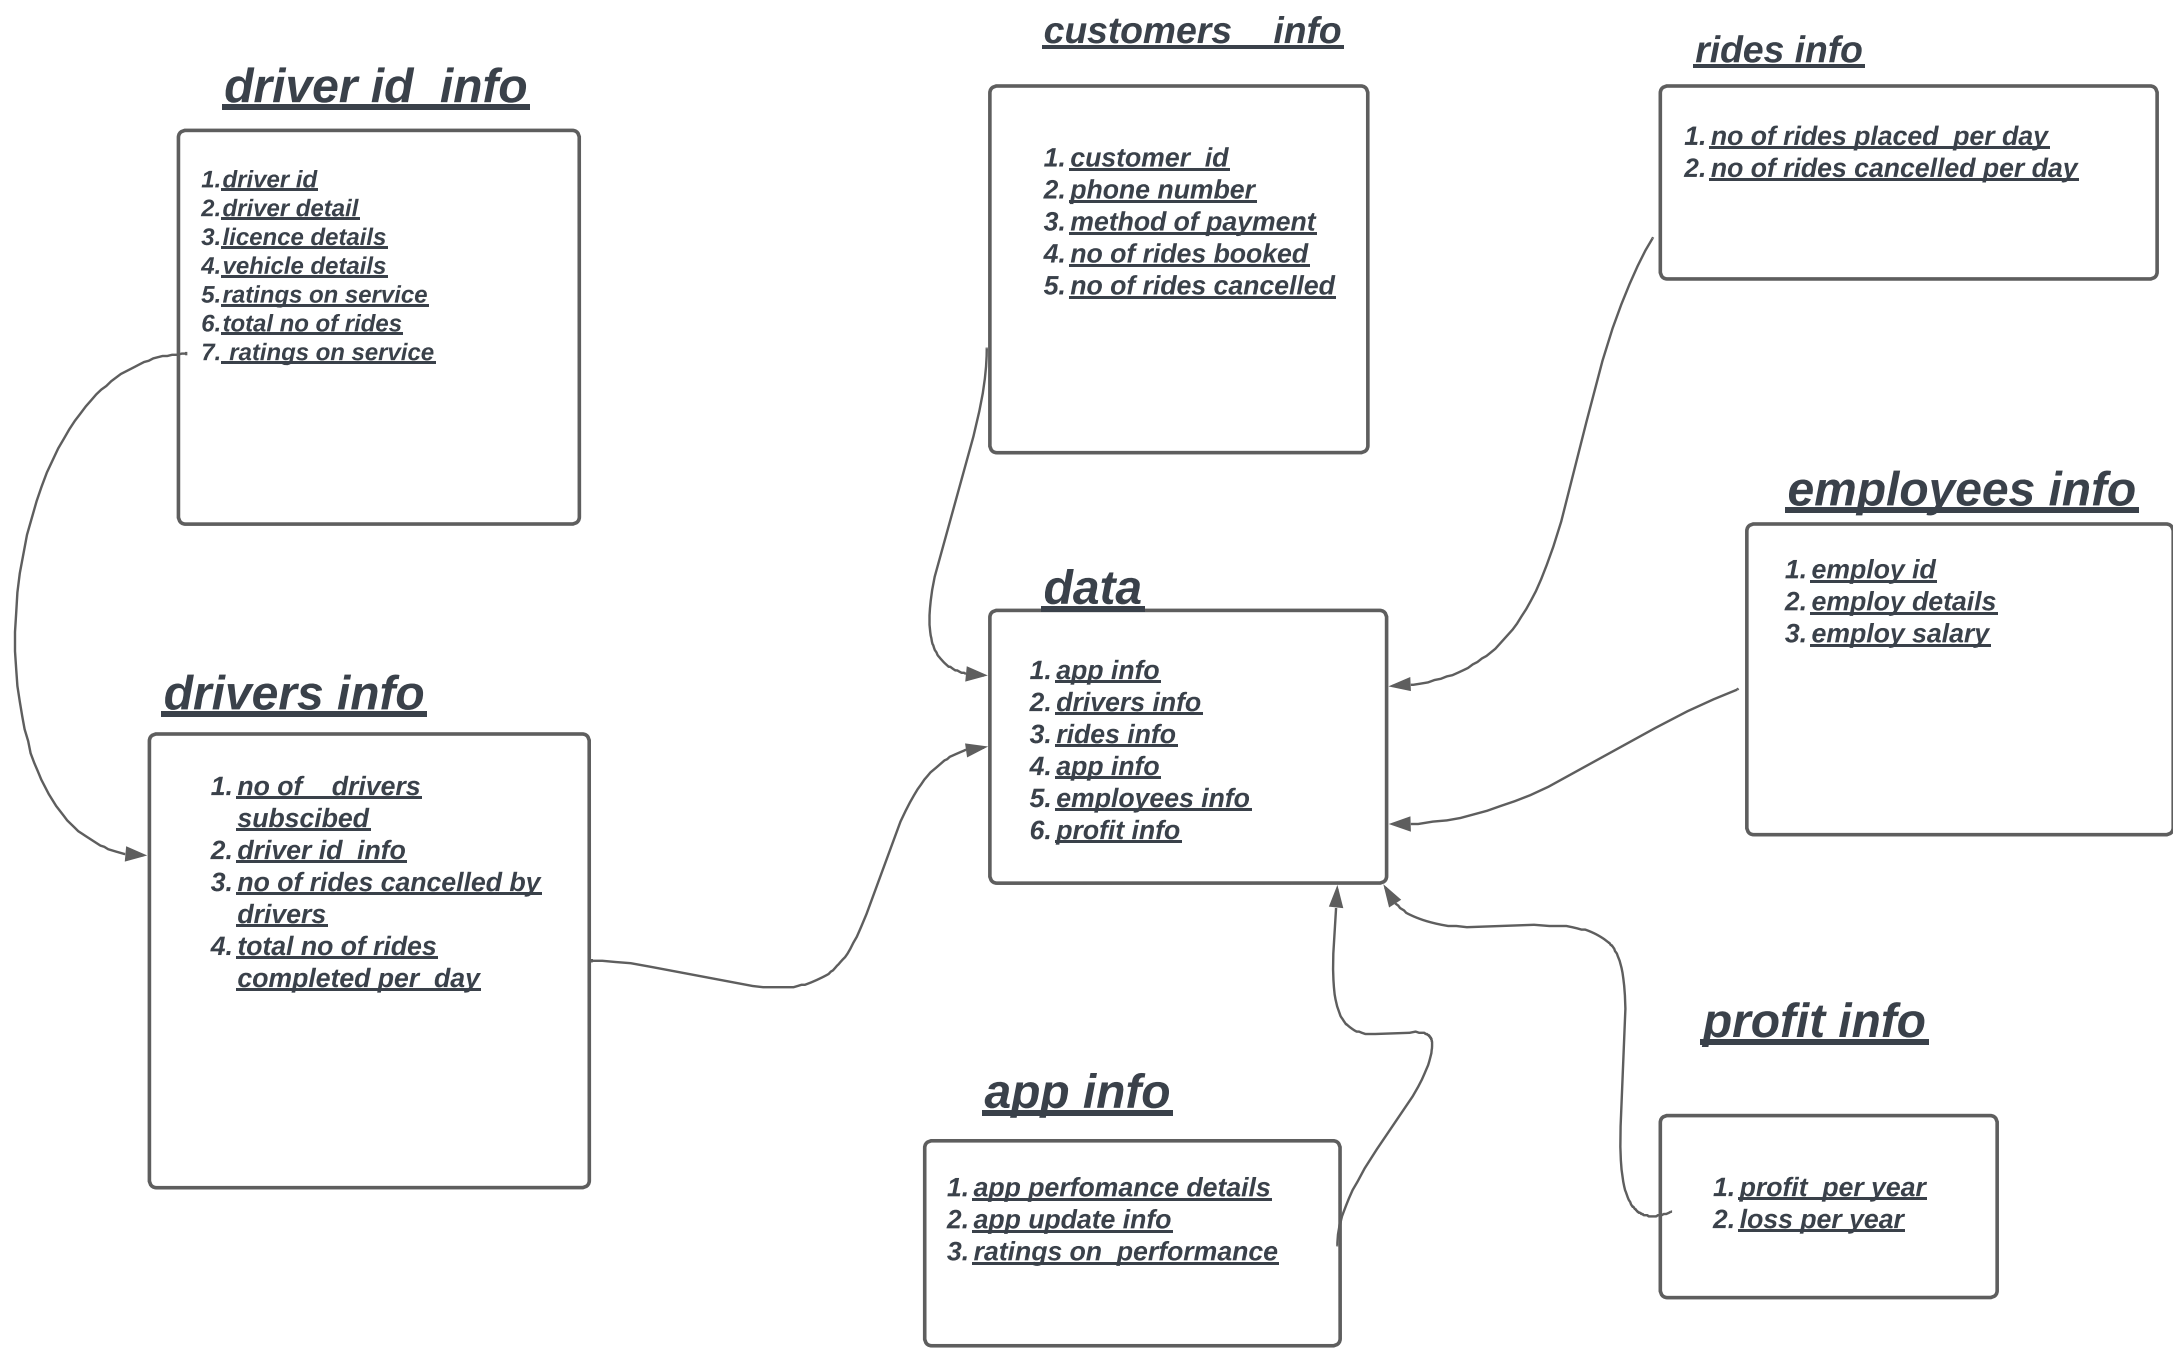 customers info
1. customer id
2. phone number
3. method of payment
4. no of rides booked
5. no of rides cancelled
rides info
1. no of rides placed per day
2. no of rides cancelled per day
driver id info
1. driver id
2. driver detail
3. licence details
4. vehicle details
5. ratings on service
6. total no of rides
7. ratings on service
employees info
1. employ id
2. employ details
3. employ salary
data
1. app info
2. drivers info
3. rides info
4. app info
5. employees info
6. profit info
drivers info
1. no of drivers
subscibed
2. driver id info
3. no of rides cancelled by
drivers
4. total no of rides
completed per day
profit info
1. profit per year
2. loss per year
app info
1. app perfomance details
2. app update info
3. ratings on performance